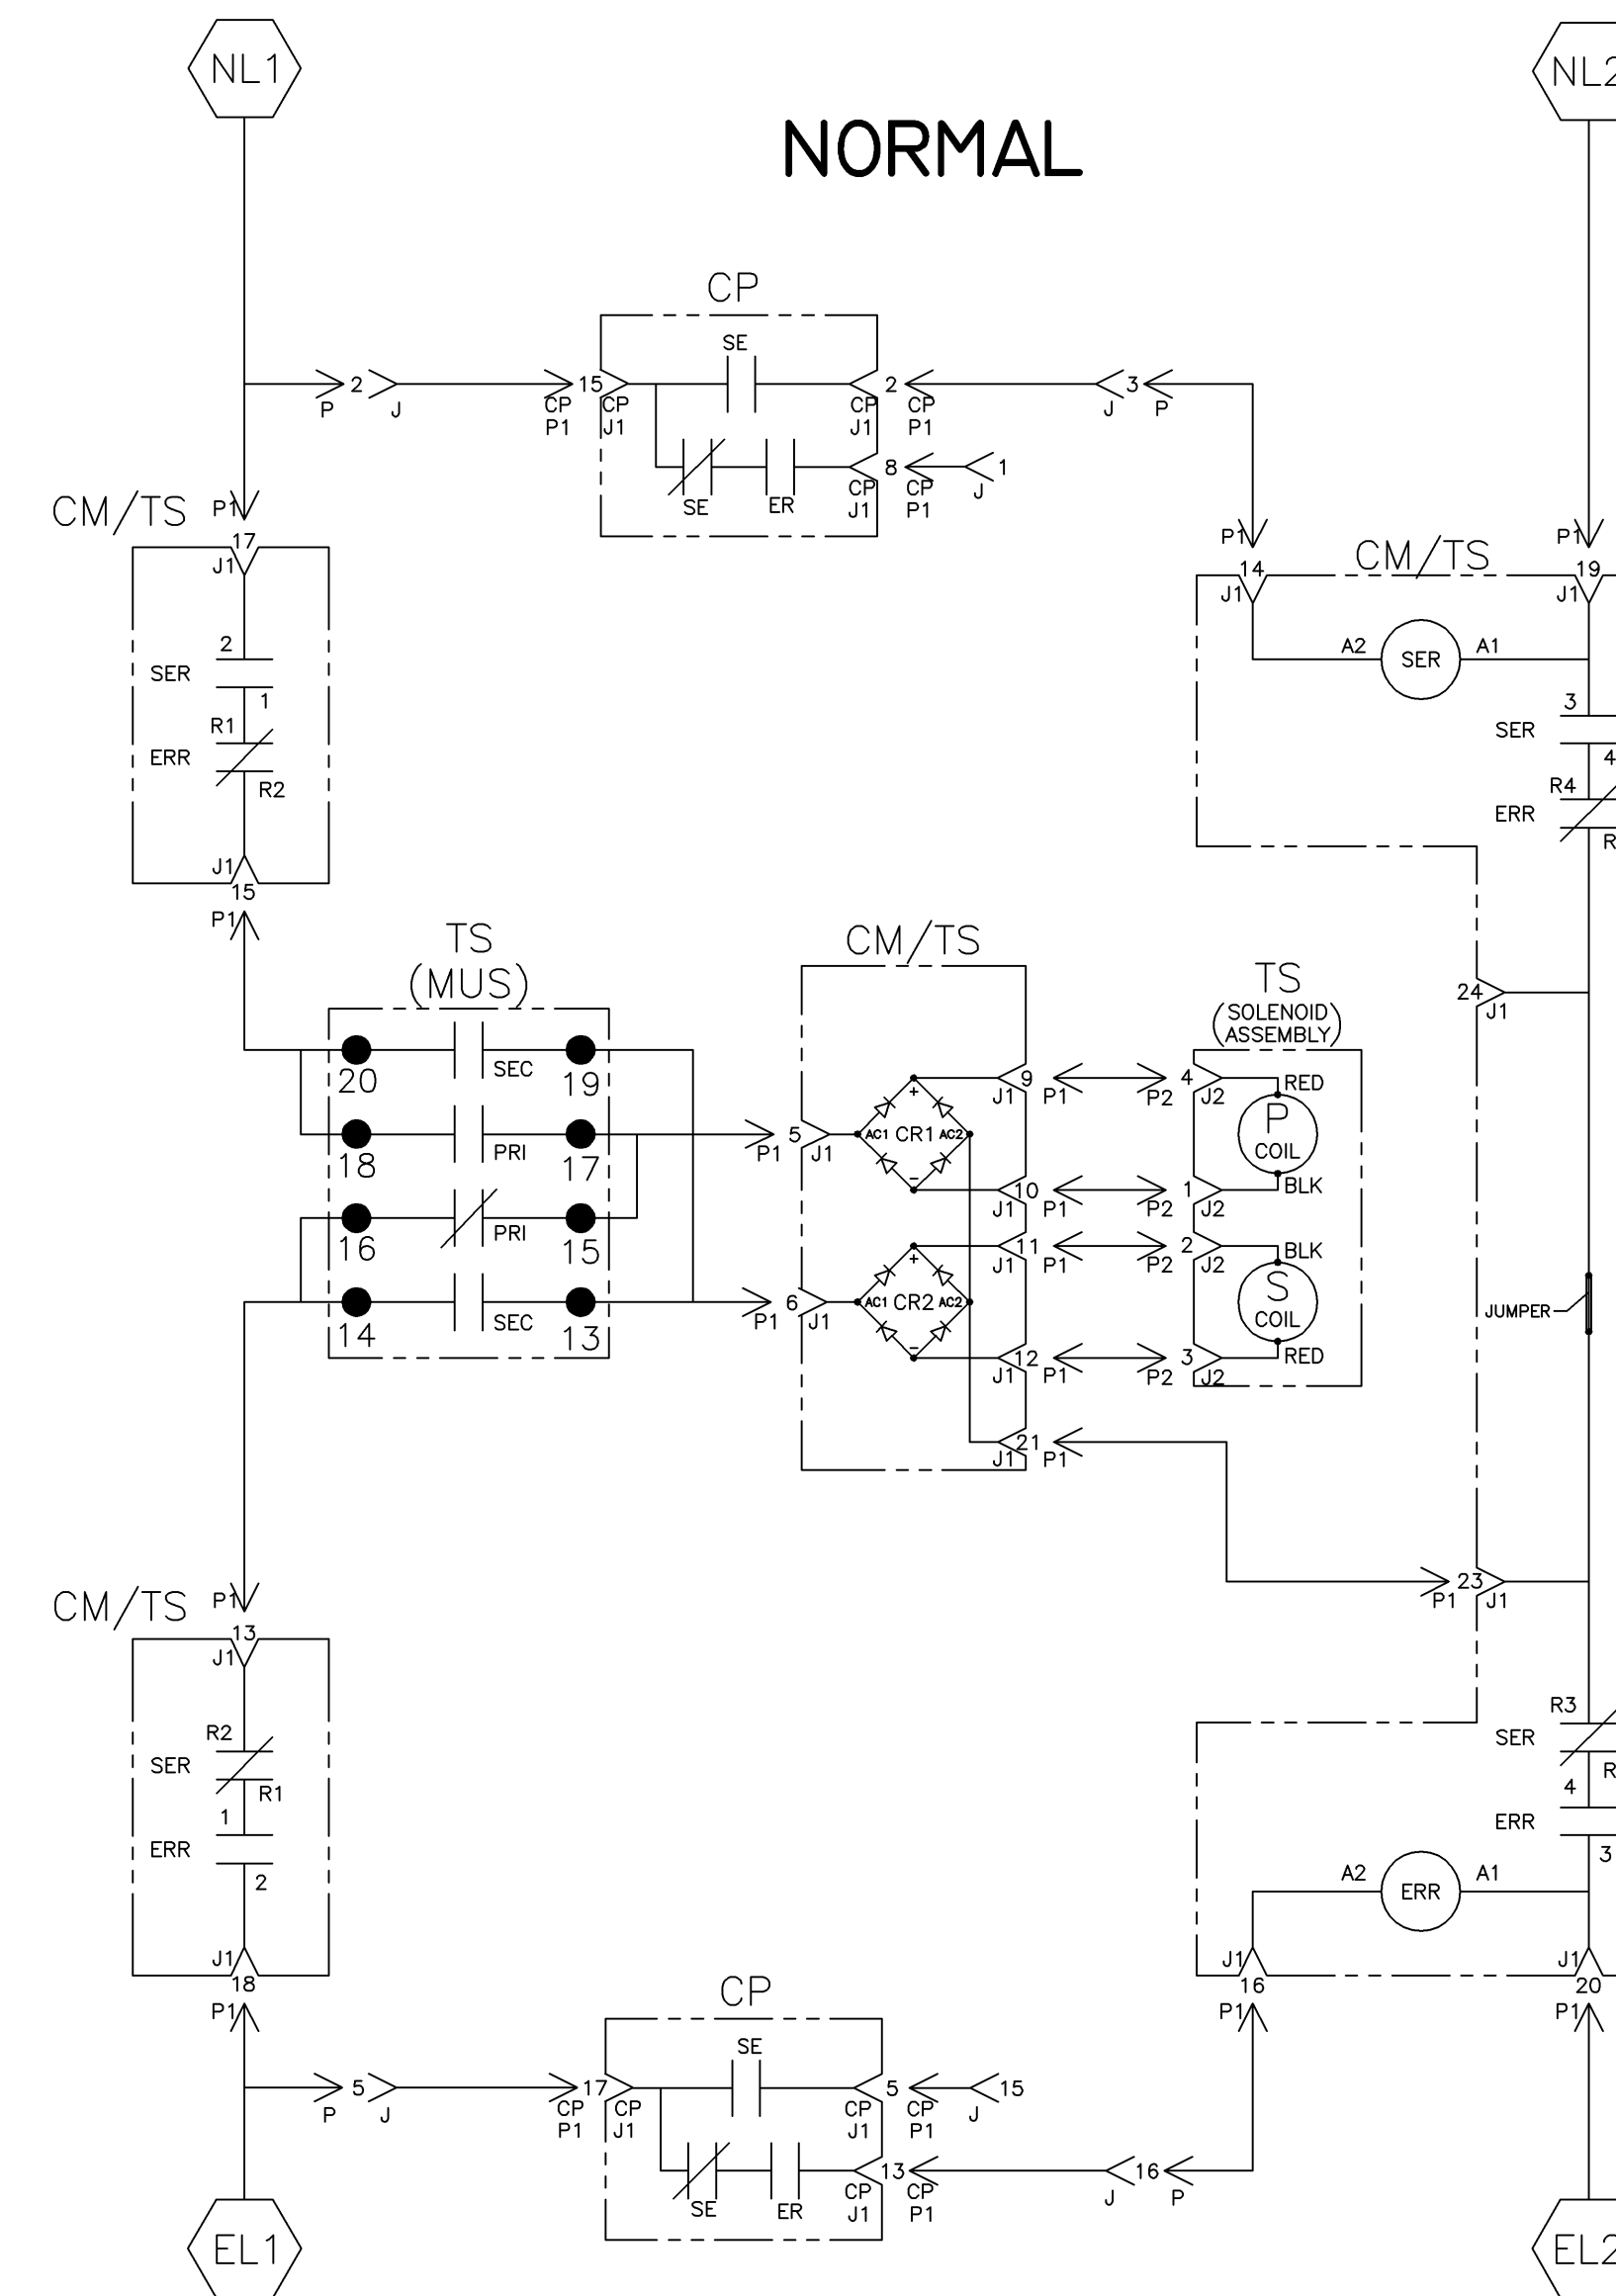 NL1
NL2
NORMAL
CP
SE
2
15
2
3
P
J
CP
CP
CP
CP
J
P
P1
J1
J1
P1
8
1
SE
ER
CP
CP
J
J1
P1
CM/TS
P1
17
J1
2
SER
1
R1
ERR
R2
J1
15
P1
P1
P1
14
CM/TS
19
J1
J1
A2
SER
A1
3
SER
4
R4
ERR
R
TS
(MUS)
20
SEC
19
18
PRI
17
16
PRI
15
14
SEC
13
CM/TS
5
P1
J1
+
AC1
CR1
AC2
-
9
J1
P1
10
J1
P1
6
P1
J1
+
AC1
CR2
AC2
-
11
J1
P1
12
J1
P1
21
J1
P1
TS
(SOLENOID)
(ASSEMBLY)
4
P2
J2
RED
P
COIL
BLK
1
P2
J2
2
P2
J2
BLK
S
COIL
RED
3
P2
J2
24
J1
JUMPER
23
P1
J1
CM/TS
P1
13
J1
R2
SER
R1
1
ERR
2
J1
18
P1
R3
SER
R
4
ERR
3
A2
ERR
A1
J1
16
P1
J1
20
P1
CP
SE
5
17
5
15
P
J
CP
CP
CP
CP
J
P1
J1
J1
P1
13
16
SE
ER
CP
CP
J
P
J1
P1
EL1
EL2